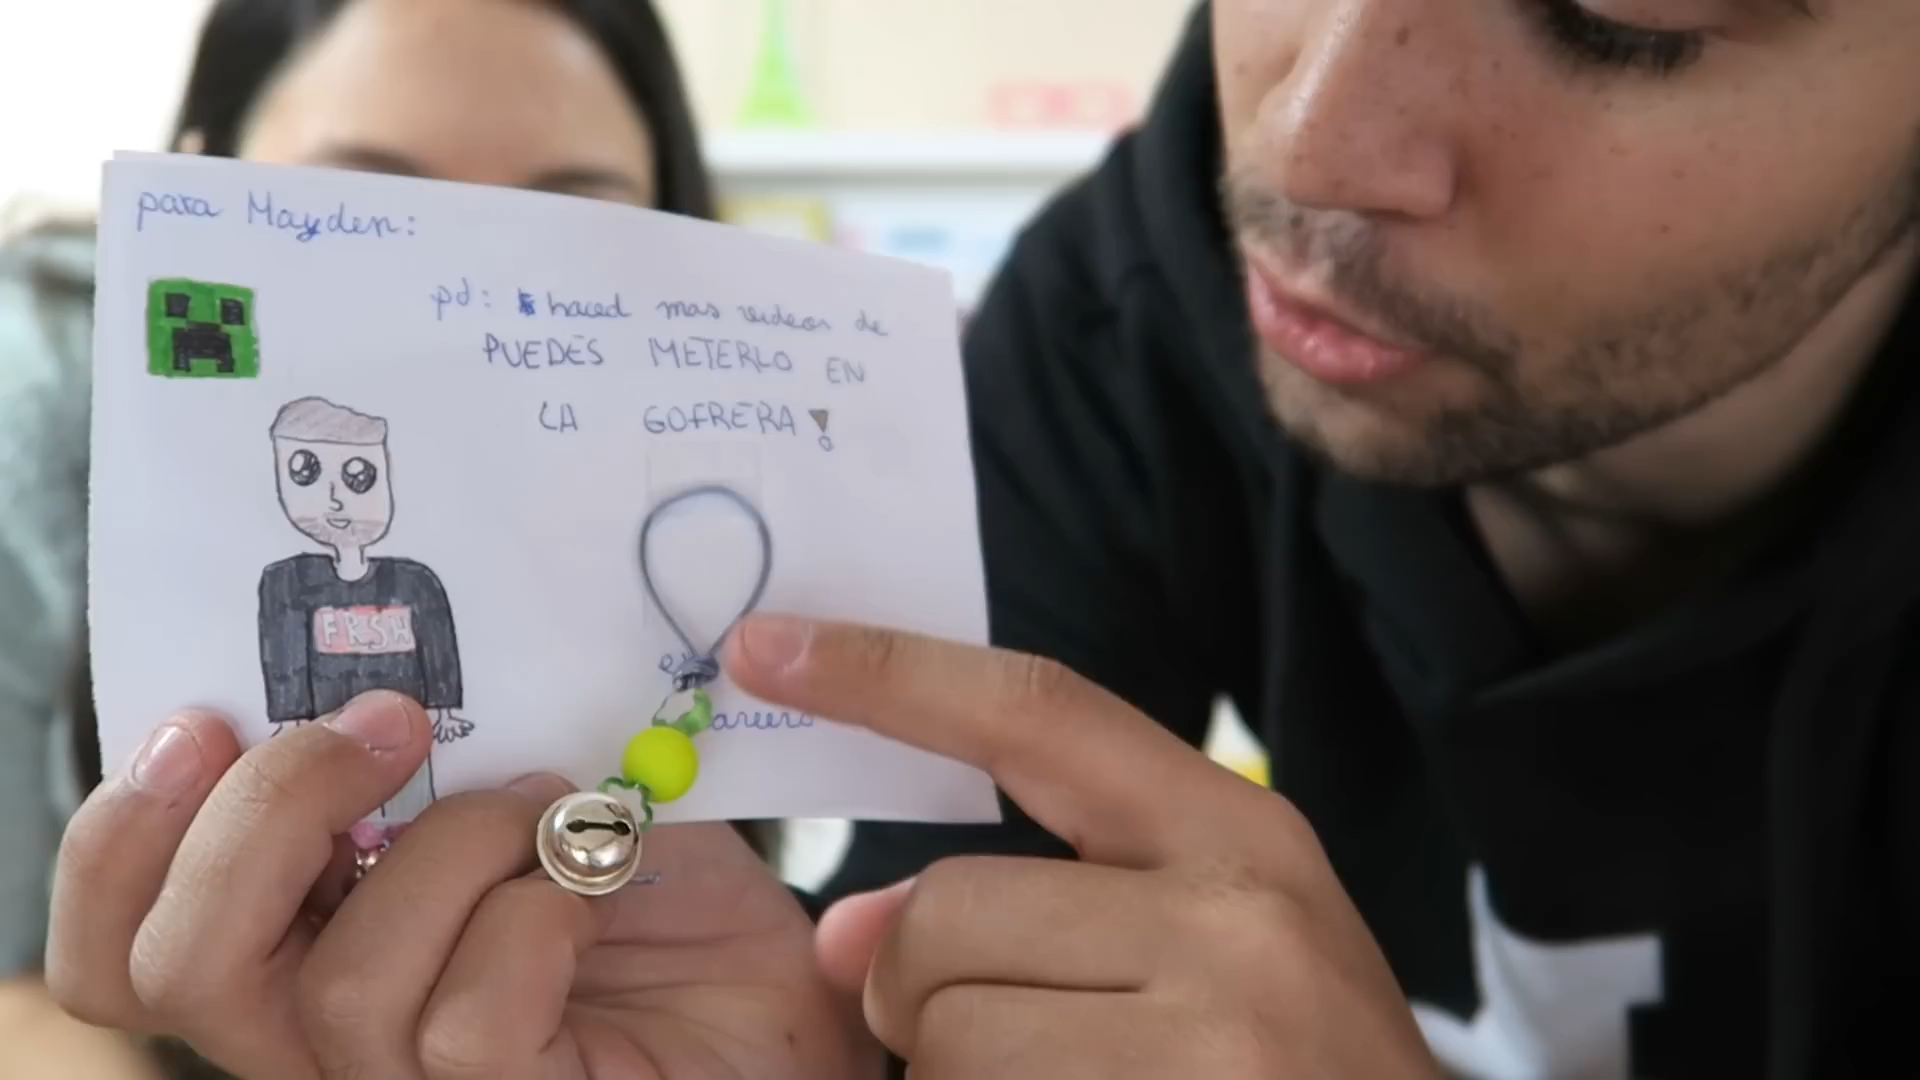 para Mayden:
pd: haced mas videos de
PUEDES METERLO EN
LA GOFRERA!
FRSH